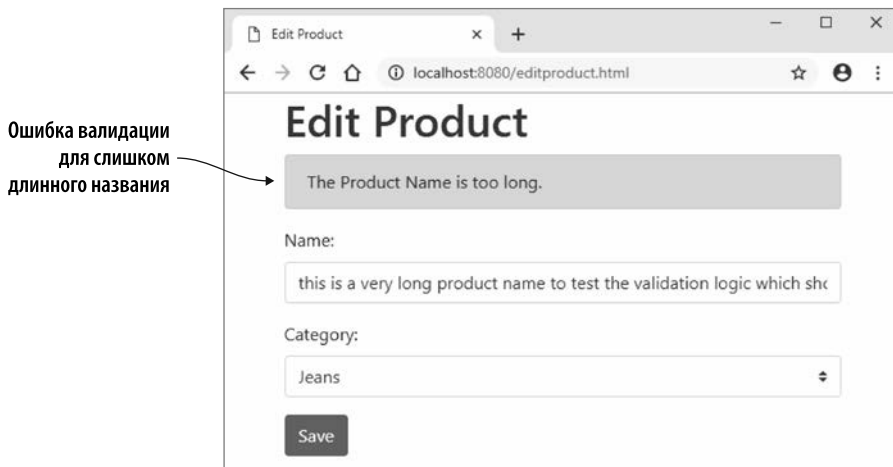 Edit Product
localhost:8080/editproduct.html
Ошибка валидации
для слишком
длинного названия
Edit Product
The Product Name is too long.
Name:
this is a very long product name to test the validation logic which sho
Category:
Jeans
Save